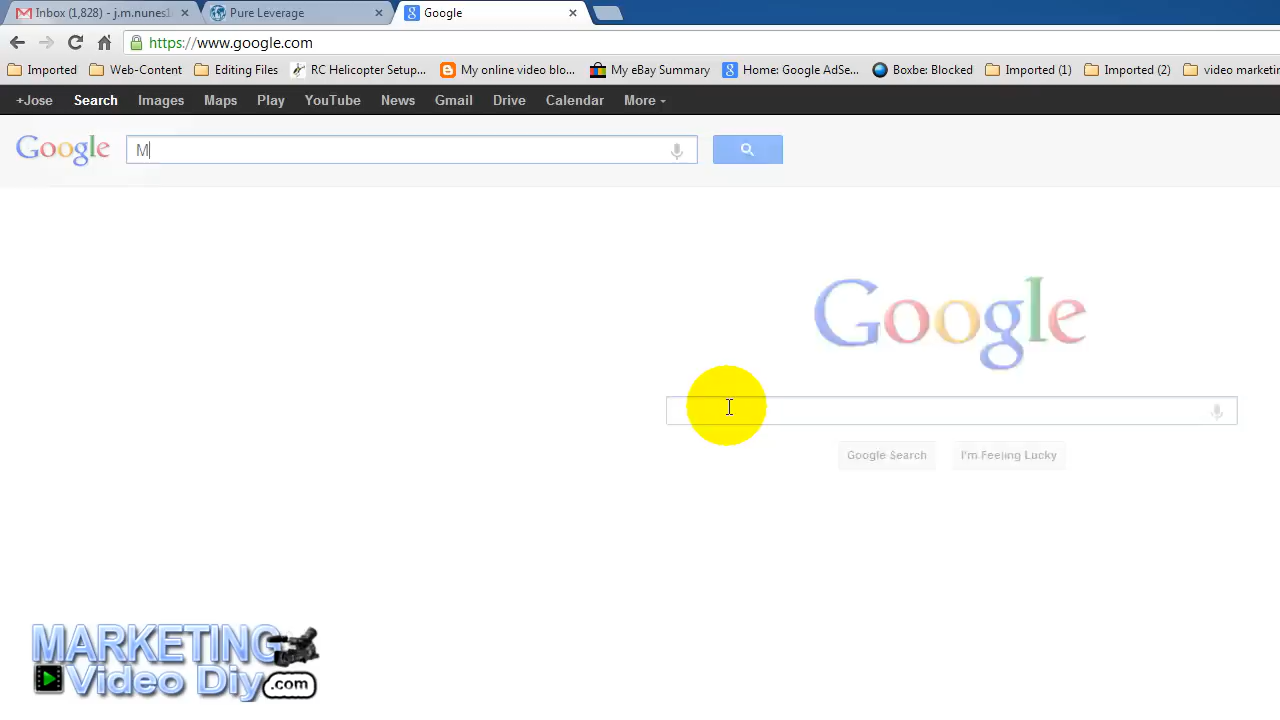 Inbox (1,828) - j.m.nunes1 Pure Leverage Google
https://www.google.com
Imported Web-Content Editing Files RC Helicopter Setup... My online video blo... My eBay Summary Home: Google AdSe... Boxbe: Blocked Imported (1) Imported (2) video marketin
+Jose Search Images Maps Play YouTube News Gmail Drive Calendar More
Google M
Google
Google Search I'm Feeling Lucky
MARKETING
Video Diy .com